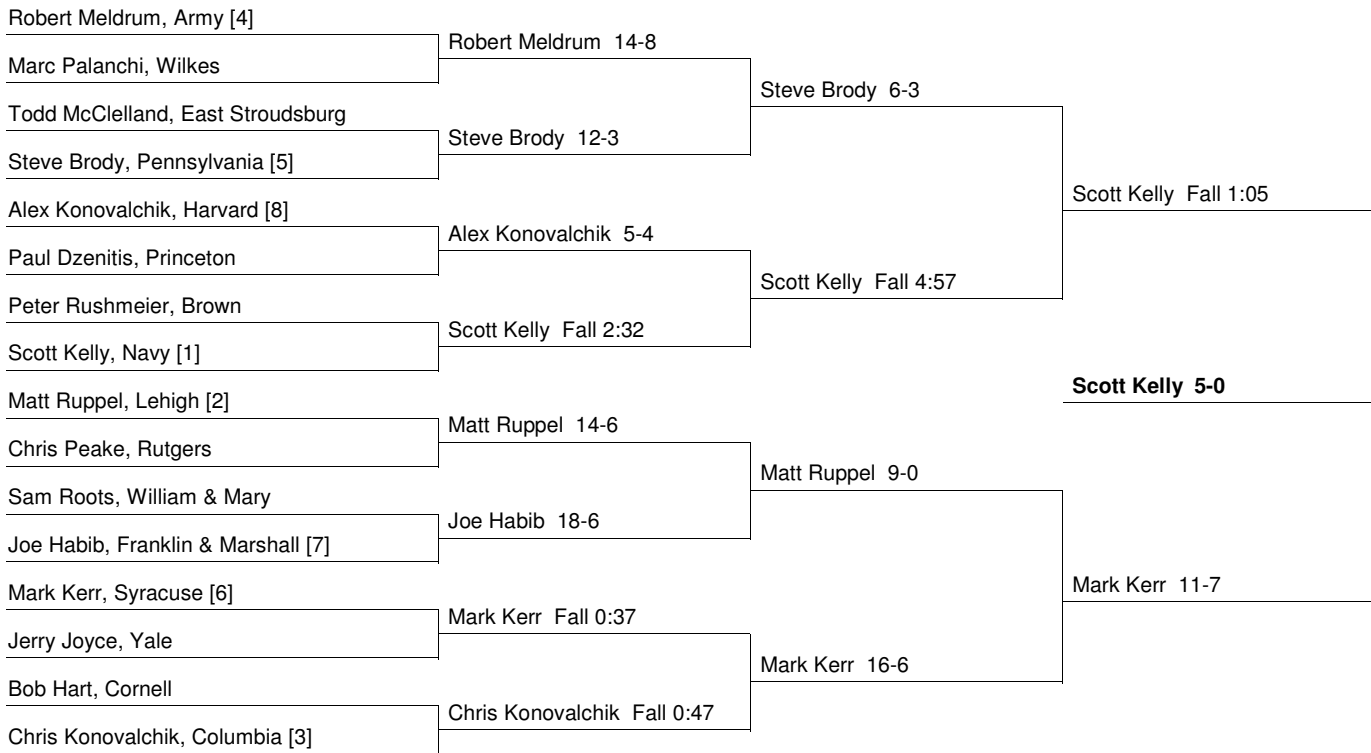 Robert Meldrum, Army [4]
Marc Palanchi, Wilkes
Todd McClelland, East Stroudsburg
Steve Brody, Pennsylvania [5]
Alex Konovalchik, Harvard [8]
Paul Dzenitis, Princeton
Peter Rushmeier, Brown
Scott Kelly, Navy [1]
Matt Ruppel, Lehigh [2]
Chris Peake, Rutgers
Sam Roots, William & Mary
Joe Habib, Franklin & Marshall [7]
Mark Kerr, Syracuse [6]
Jerry Joyce, Yale
Bob Hart, Cornell
Chris Konovalchik, Columbia [3]
Robert Meldrum 14-8
Steve Brody 12-3
Alex Konovalchik 5-4
Scott Kelly Fall 2:32
Matt Ruppel 14-6
Joe Habib 18-6
Mark Kerr Fall 0:37
Chris Konovalchik Fall 0:47
Steve Brody 6-3
Scott Kelly Fall 4:57
Matt Ruppel 9-0
Mark Kerr 16-6
Scott Kelly Fall 1:05
Scott Kelly 5-0
Mark Kerr 11-7